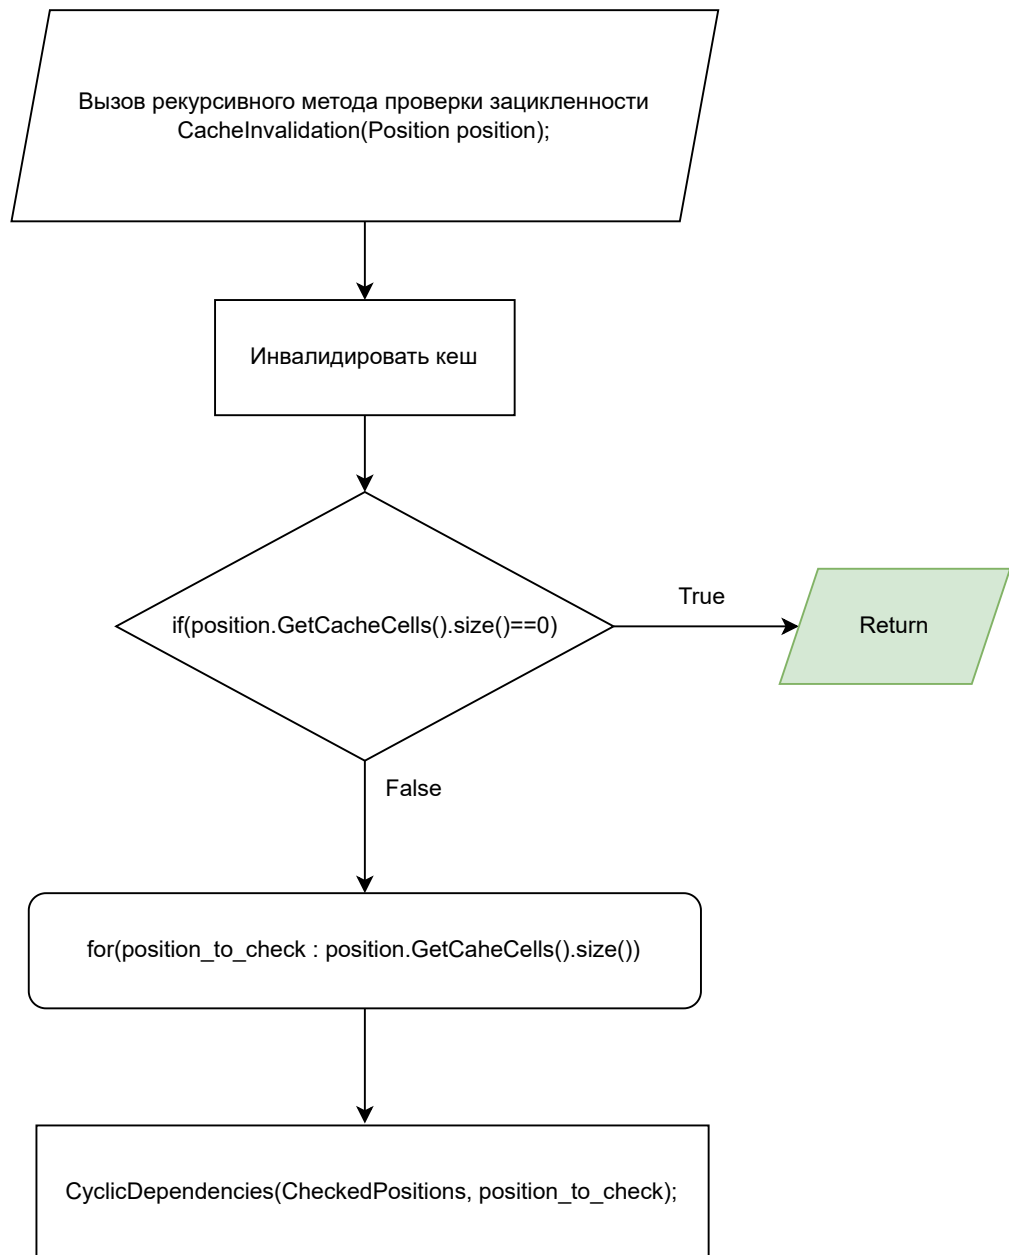 Вызов рекурсивного метода проверки зацикленности
CacheInvalidation(Position position);
Инвалидировать кеш
if(position.GetCacheCells().size()==0)
True
Return
False
for(position_to_check : position.GetCaheCells().size())
CyclicDependencies(CheckedPositions, position_to_check);